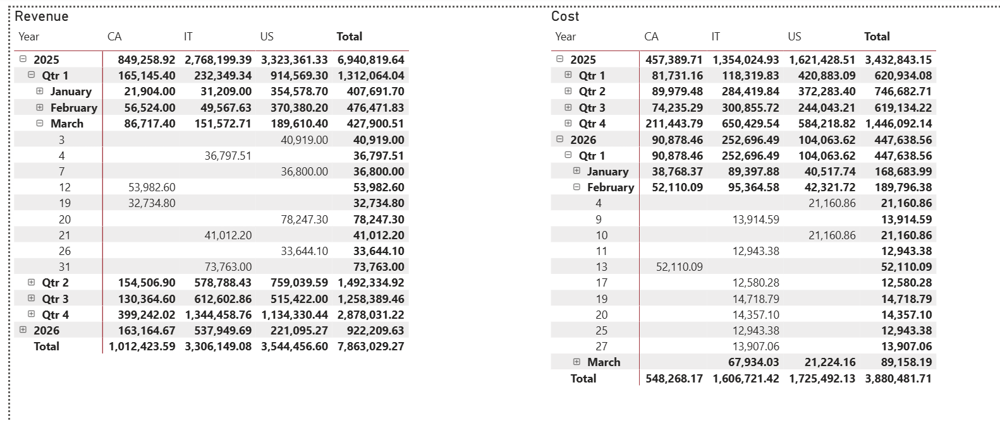 Revenue
Year CA IT US Total
2025 849,258.92 2,768,199.39 3,323,361.33 6,940,819.64
Qtr 1 165,145.40 232,349.34 914,569.30 1,312,064.04
January 21,904.00 31,209.00 354,578.70 407,691.70
February 56,524.00 49,567.63 370,380.20 476,471.83
March 86,717.40 151,572.71 189,610.40 427,900.51
3 40,919.00 40,919.00
4 36,797.51 36,797.51
7 36,800.00 36,800.00
12 53,982.60 53,982.60
19 32,734.80 32,734.80
20 78,247.30 78,247.30
21 41,012.20 41,012.20
26 33,644.10 33,644.10
31 73,763.00 73,763.00
Qtr 2 154,506.90 578,788.43 759,039.59 1,492,334.92
Qtr 3 130,364.60 612,602.86 515,422.00 1,258,389.46
Qtr 4 399,242.02 1,344,458.76 1,134,330.44 2,878,031.22
2026 163,164.67 537,949.69 221,095.27 922,209.63
Total 1,012,423.59 3,306,149.08 3,544,456.60 7,863,029.27
Cost
Year CA IT US Total
2025 457,389.71 1,354,024.93 1,621,428.51 3,432,843.15
Qtr 1 81,731.16 118,319.83 420,883.09 620,934.08
Qtr 2 89,979.48 284,419.84 372,283.40 746,682.71
Qtr 3 74,235.29 300,855.72 244,043.21 619,134.22
Qtr 4 211,443.79 650,429.54 584,218.82 1,446,092.14
2026 90,878.46 252,696.49 104,063.62 447,638.56
Qtr 1 90,878.46 252,696.49 104,063.62 447,638.56
January 38,768.37 89,397.88 40,517.74 168,683.99
February 52,110.09 95,364.58 42,321.72 189,796.38
4 21,160.86 21,160.86
9 13,914.59 13,914.59
10 21,160.86 21,160.86
11 12,943.38 12,943.38
13 52,110.09 52,110.09
17 12,580.28 12,580.28
19 14,718.79 14,718.79
20 14,357.10 14,357.10
25 12,943.38 12,943.38
27 13,907.06 13,907.06
March 67,934.03 21,224.16 89,158.19
Total 548,268.17 1,606,721.42 1,725,492.13 3,880,481.71